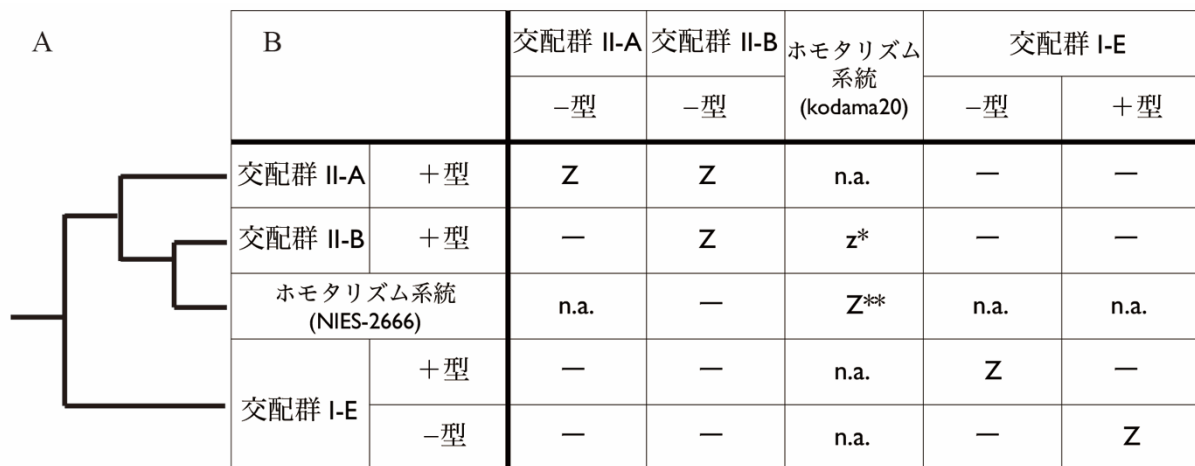 A
B
交配群 II-A 交配群 II-B ホモタリズム系統 (kodama20) 交配群 I-E
–型 –型 –型 +型
交配群 II-A +型 Z Z n.a. — —
交配群 II-B +型 — Z z* — —
ホモタリズム系統 (NIES-2666) n.a. — Z** n.a. n.a.
交配群 I-E
+型 — — n.a. Z —
–型 — — n.a. — Z